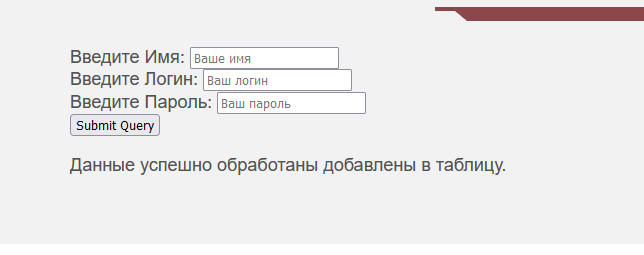 Введите Имя: Ваше имя
Введите Логин: Ваш логин
Введите Пароль: Ваш пароль
Submit Query
Данные успешно обработаны добавлены в таблицу.